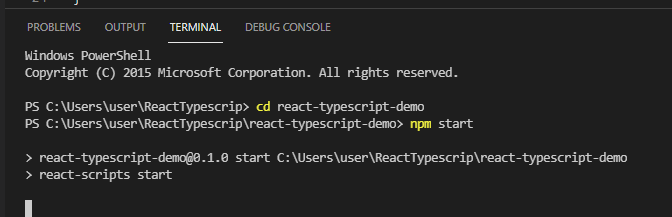 PROBLEMS OUTPUT TERMINAL DEBUG CONSOLE
Windows PowerShell
Copyright (C) 2015 Microsoft Corporation. All rights reserved.
PS C:\Users\user\ReactTypescrip> cd react-typescript-demo
PS C:\Users\user\ReactTypescrip\react-typescript-demo> npm start
> react-typescript-demo@0.1.0 start C:\Users\user\ReactTypescrip\react-typescript-demo
> react-scripts start